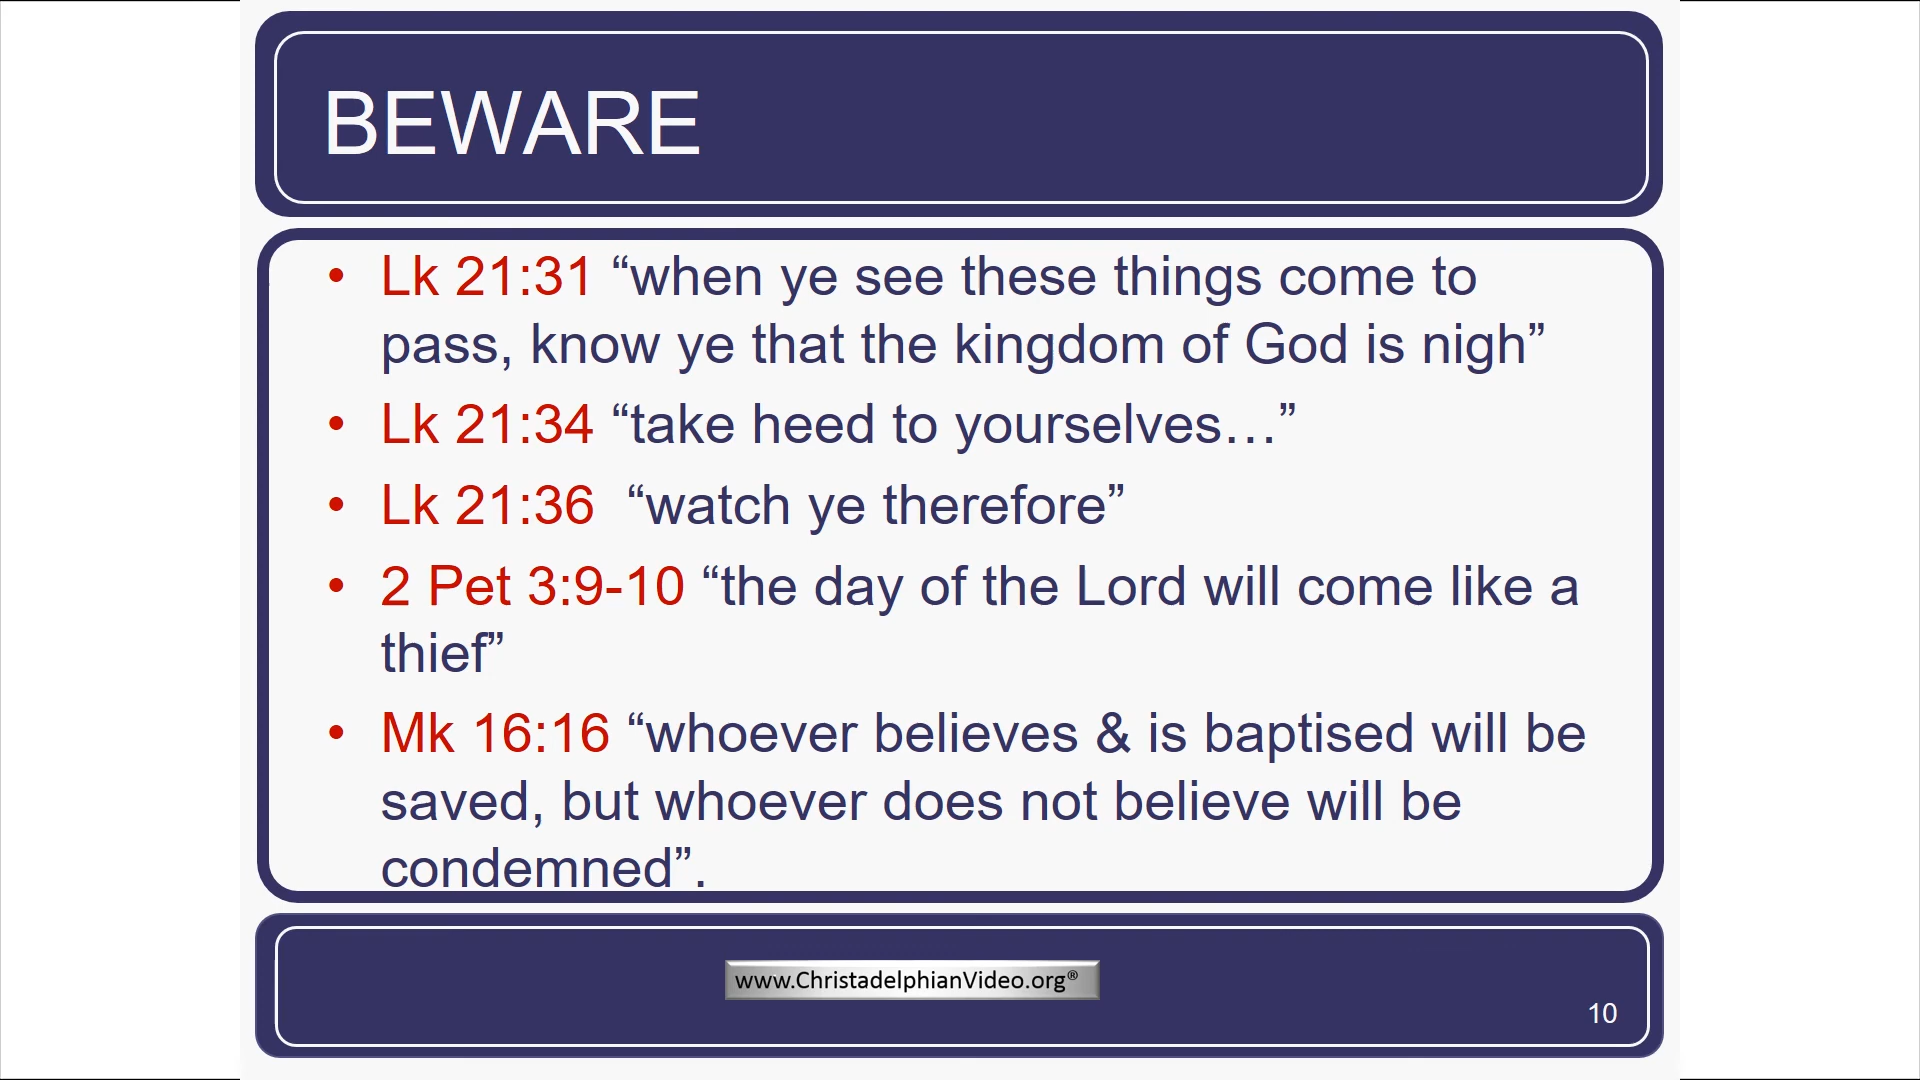 BEWARE
• Lk 21:31 “when ye see these things come to
pass, know ye that the kingdom of God is nigh”
• Lk 21:34 “take heed to yourselves…”
• Lk 21:36  “watch ye therefore”
• 2 Pet 3:9-10 “the day of the Lord will come like a
thief”
• Mk 16:16 “whoever believes & is baptised will be
saved, but whoever does not believe will be
condemned”.
www.ChristadelphianVideo.org®
10